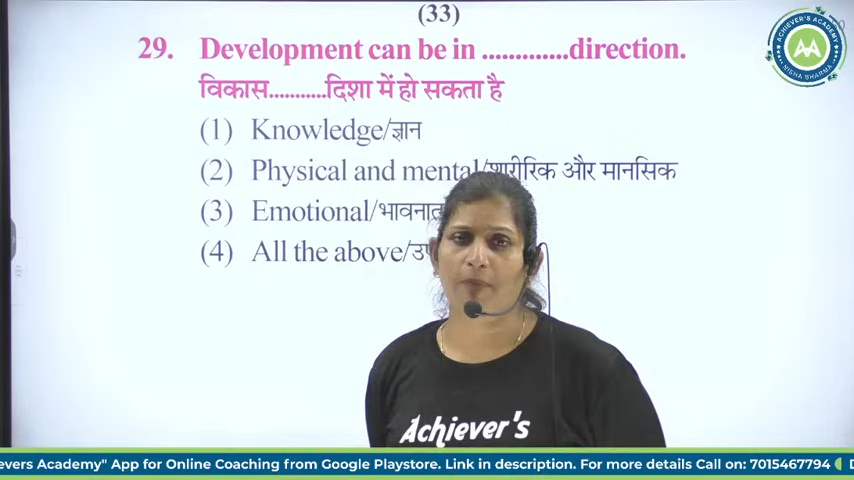 (33)
29. Development can be in .............direction.
विकास...........दिशा में हो सकता है
(1) Knowledge/ज्ञान
(2) Physical and mental/शारीरिक और मानसिक
(3) Emotional/
(4) All the above/
ACHIEVER'S ACADEMY
NISHA SHARMA
Achiever's
evers Academy" App for Online Coaching from Google Playstore. Link in description. For more details Call on: 7015467794